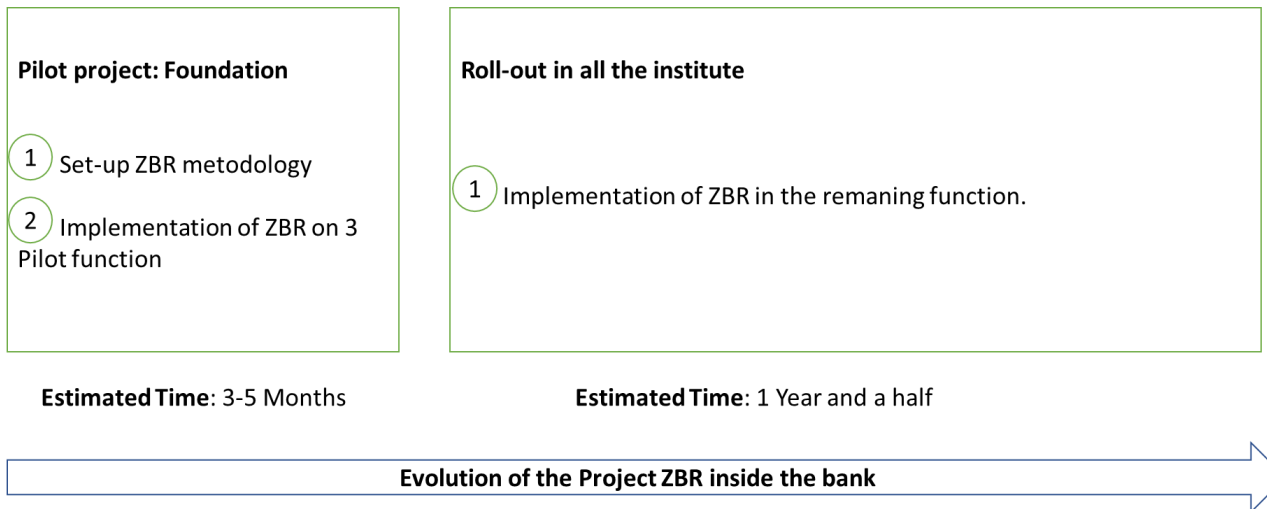 Pilot project: Foundation
1 Set-up ZBR metodology
2 Implementation of ZBR on 3
Pilot function
Estimated Time: 3-5 Months
Roll-out in all the institute
1 Implementation of ZBR in the remaning function.
Estimated Time: 1 Year and a half
Evolution of the Project ZBR inside the bank